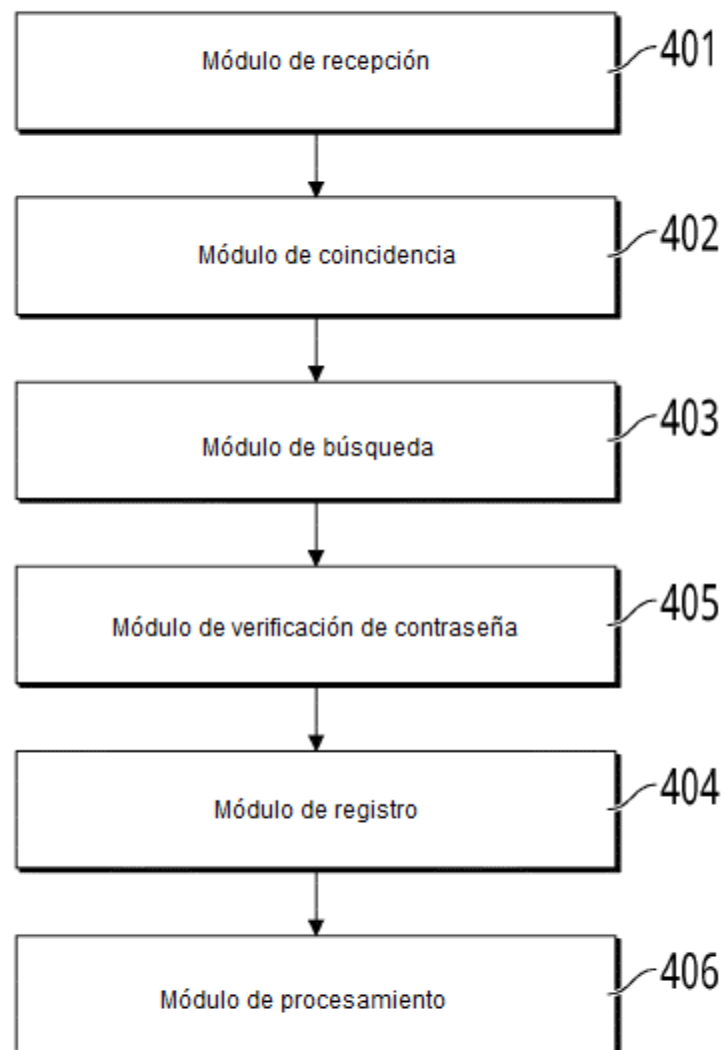 Módulo de recepción
401
Módulo de coincidencia
402
Módulo de búsqueda
403
Módulo de verificación de contraseña
405
Módulo de registro
404
Módulo de procesamiento
406